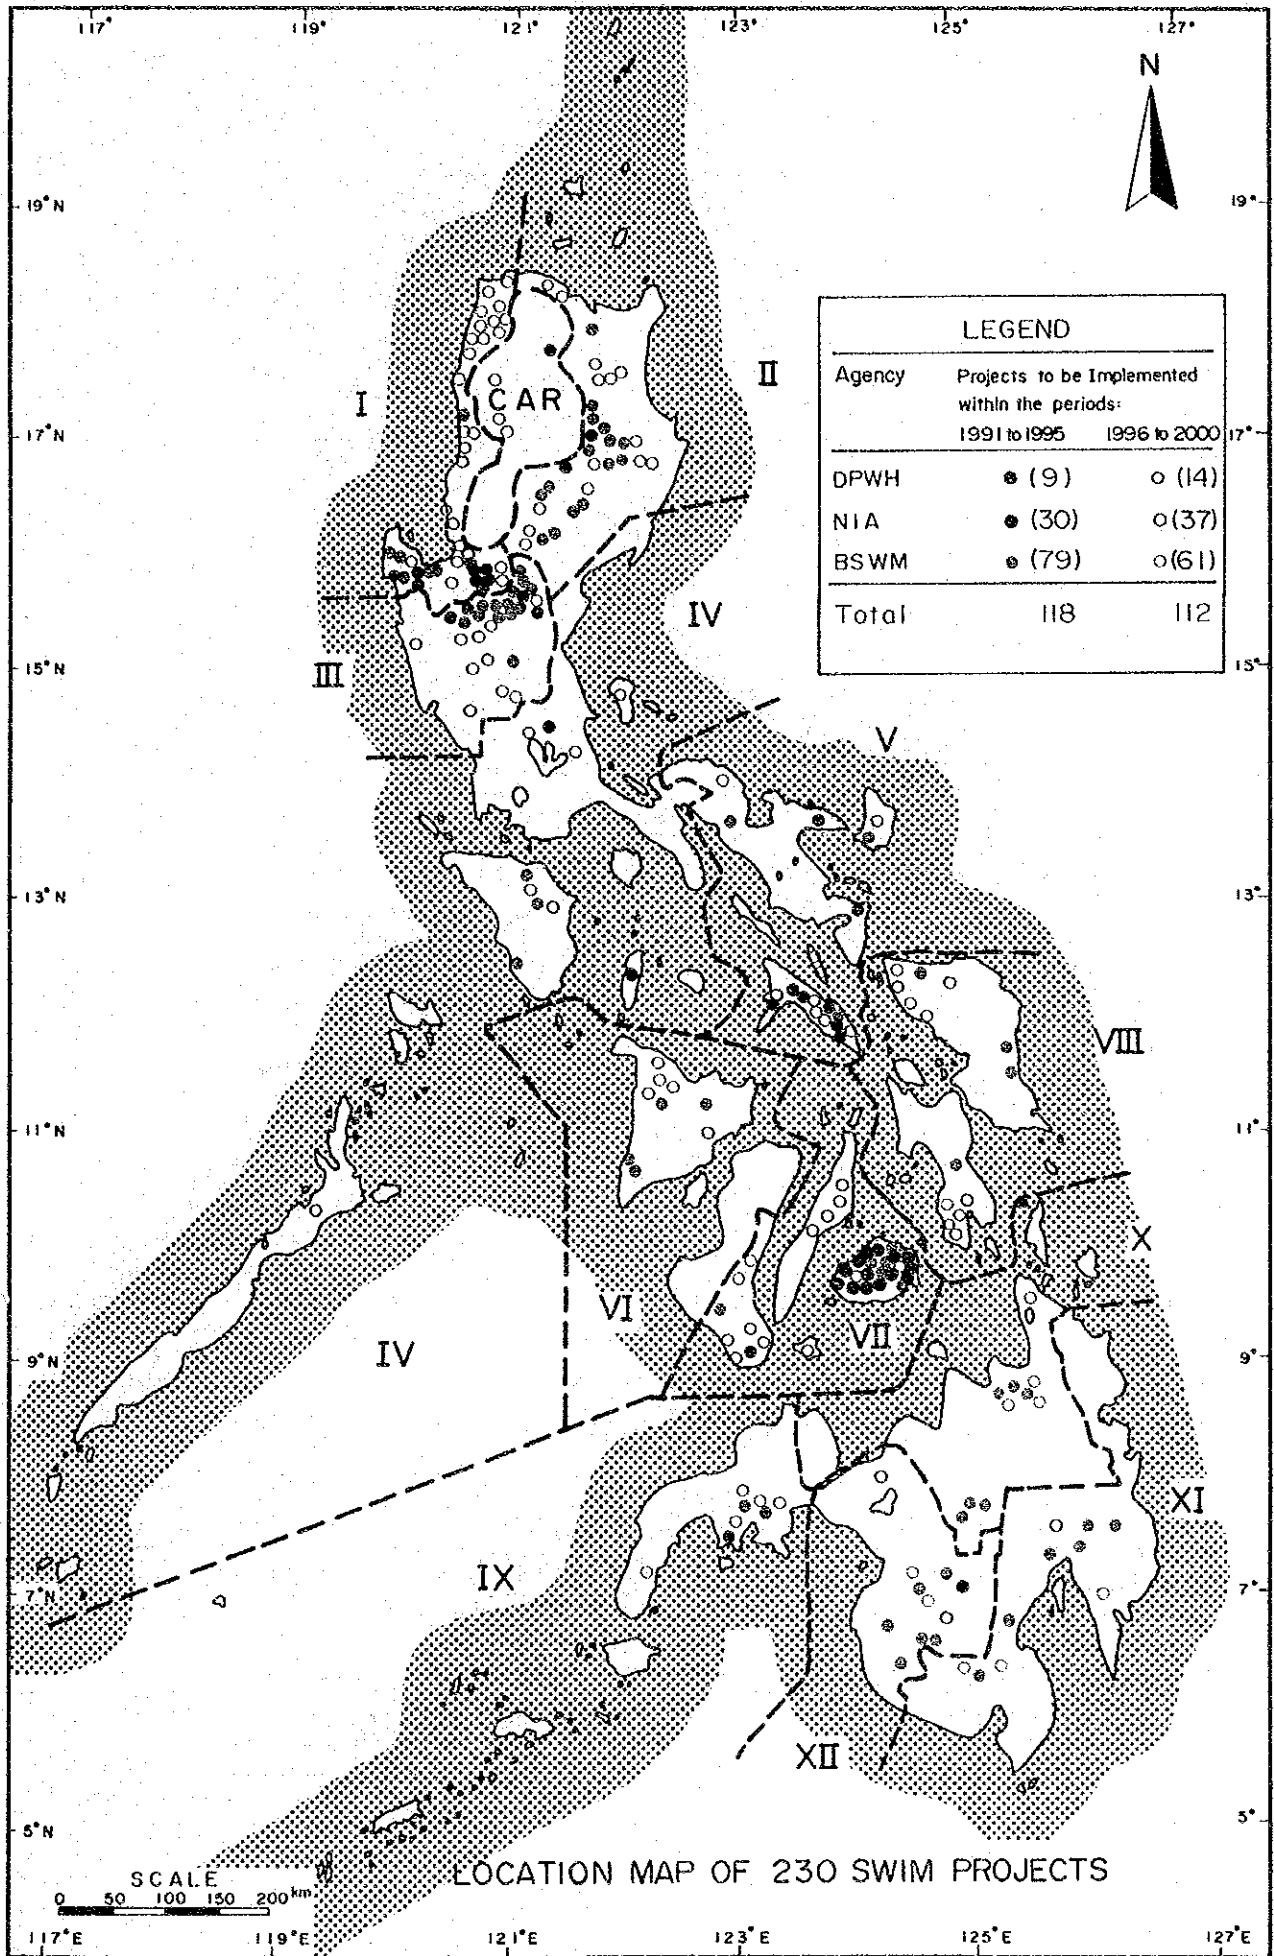 117° 119° 121° 123° 125° 127°
N
19°N 19°
LEGEND
Agency Projects to be Implemented
within the periods:
1991 to 1995 1996 to 2000
DPWH (9) (14)
NIA (30) (37)
BSWM (79) (61)
Total 118 112
II
I
CAR
17°N 17°
IV
III
15°N 15°
V
13°N 13°
VIII
11°N 11°
X
VI
VII
IV
9°N 9°
XI
IX
7°N 7°
XII
5°N 5°
LOCATION MAP OF 230 SWIM PROJECTS
SCALE
0 50 100 150 200 km
117°E 119°E 121°E 123°E 125°E 127°E